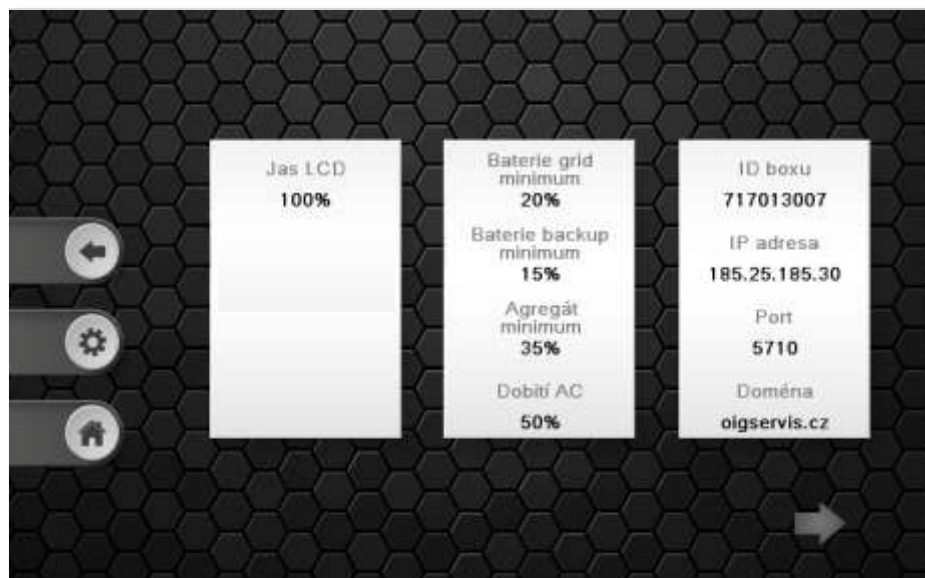 Jas LCD
100%
Baterie grid
minimum
20%
Baterie backup
minimum
15%
Agregát
minimum
35%
Dobití AC
50%
ID boxu
717013007
IP adresa
185.25.185.30
Port
5710
Doména
oigservis.cz